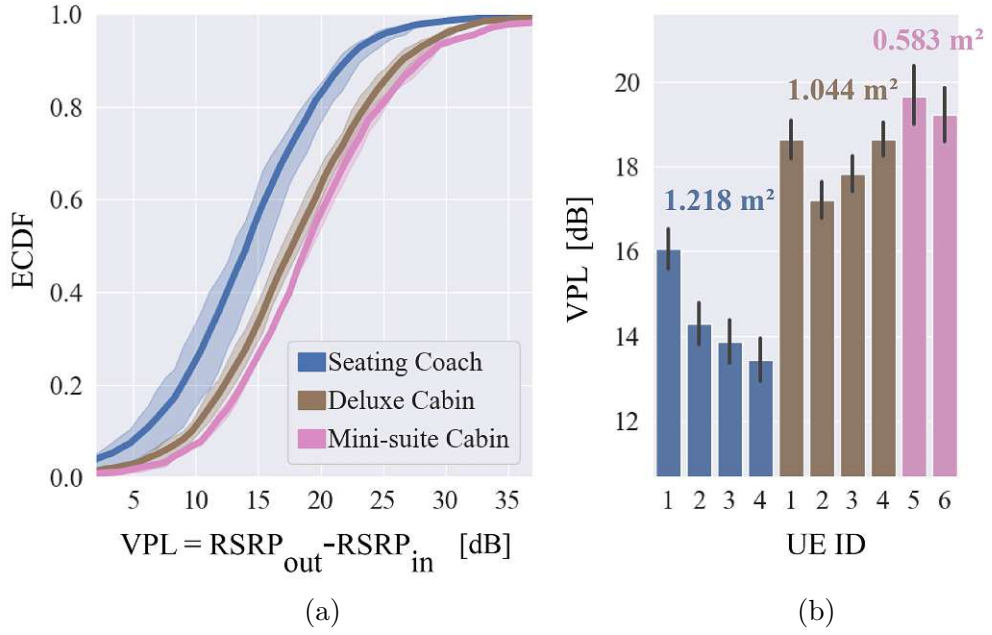 1.0
0.8
0.6
0.4
0.2
0.0
ECDF
Seating Coach
Deluxe Cabin
Mini-suite Cabin
5 10 15 20 25 30 35
VPL = RSRP_out-RSRP_in [dB]
(a)
20
18
16
14
12
VPL [dB]
0.583 m²
1.044 m²
1.218 m²
1 2 3 4 1 2 3 4 5 6
UE ID
(b)